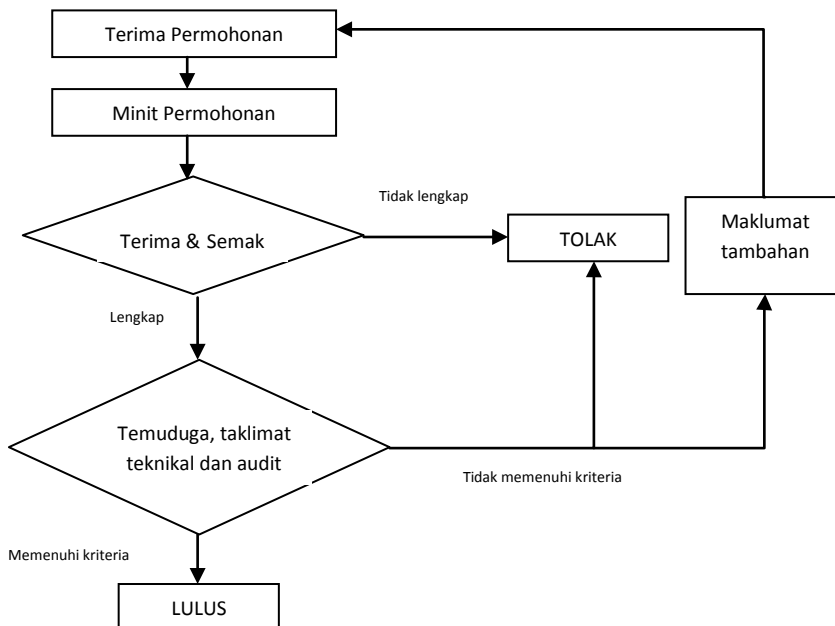 Terima Permohonan
Minit Permohonan
Tidak lengkap
Terima & Semak
TOLAK
Maklumat
tambahan
Lengkap
Temuduga, taklimat
teknikal dan audit
Tidak memenuhi kriteria
Memenuhi kriteria
LULUS